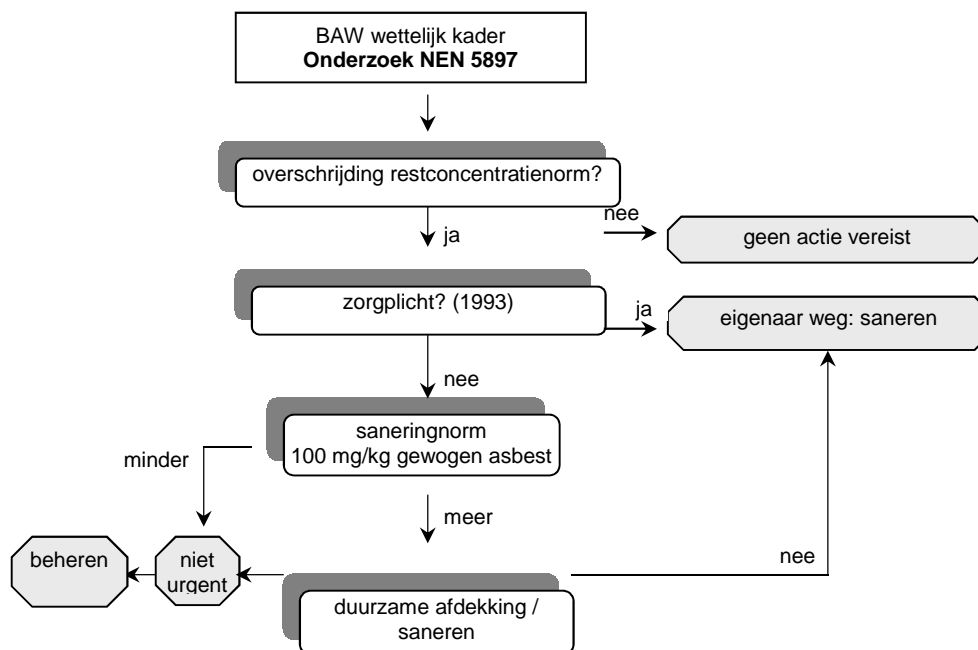 BAW wettelijk kader
Onderzoek NEN 5897
overschrijding restconcentratienorm?
nee
ja
geen actie vereist
zorgplicht? (1993)
ja
eigenaar weg: saneren
nee
saneringnorm
100 mg/kg gewogen asbest
minder
meer
beheren
niet
urgent
nee
duurzame afdekking /
saneren